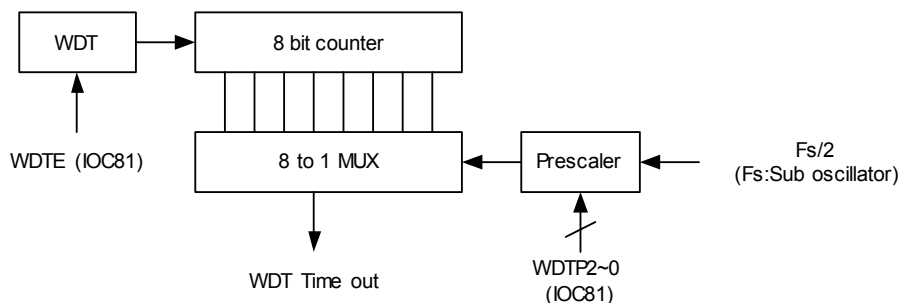 WDT
8 bit counter
WDTE (IOC81)
8 to 1 MUX
Prescaler
Fs/2
(Fs:Sub oscillator)
WDT Time out
WDTP2~0
(IOC81)